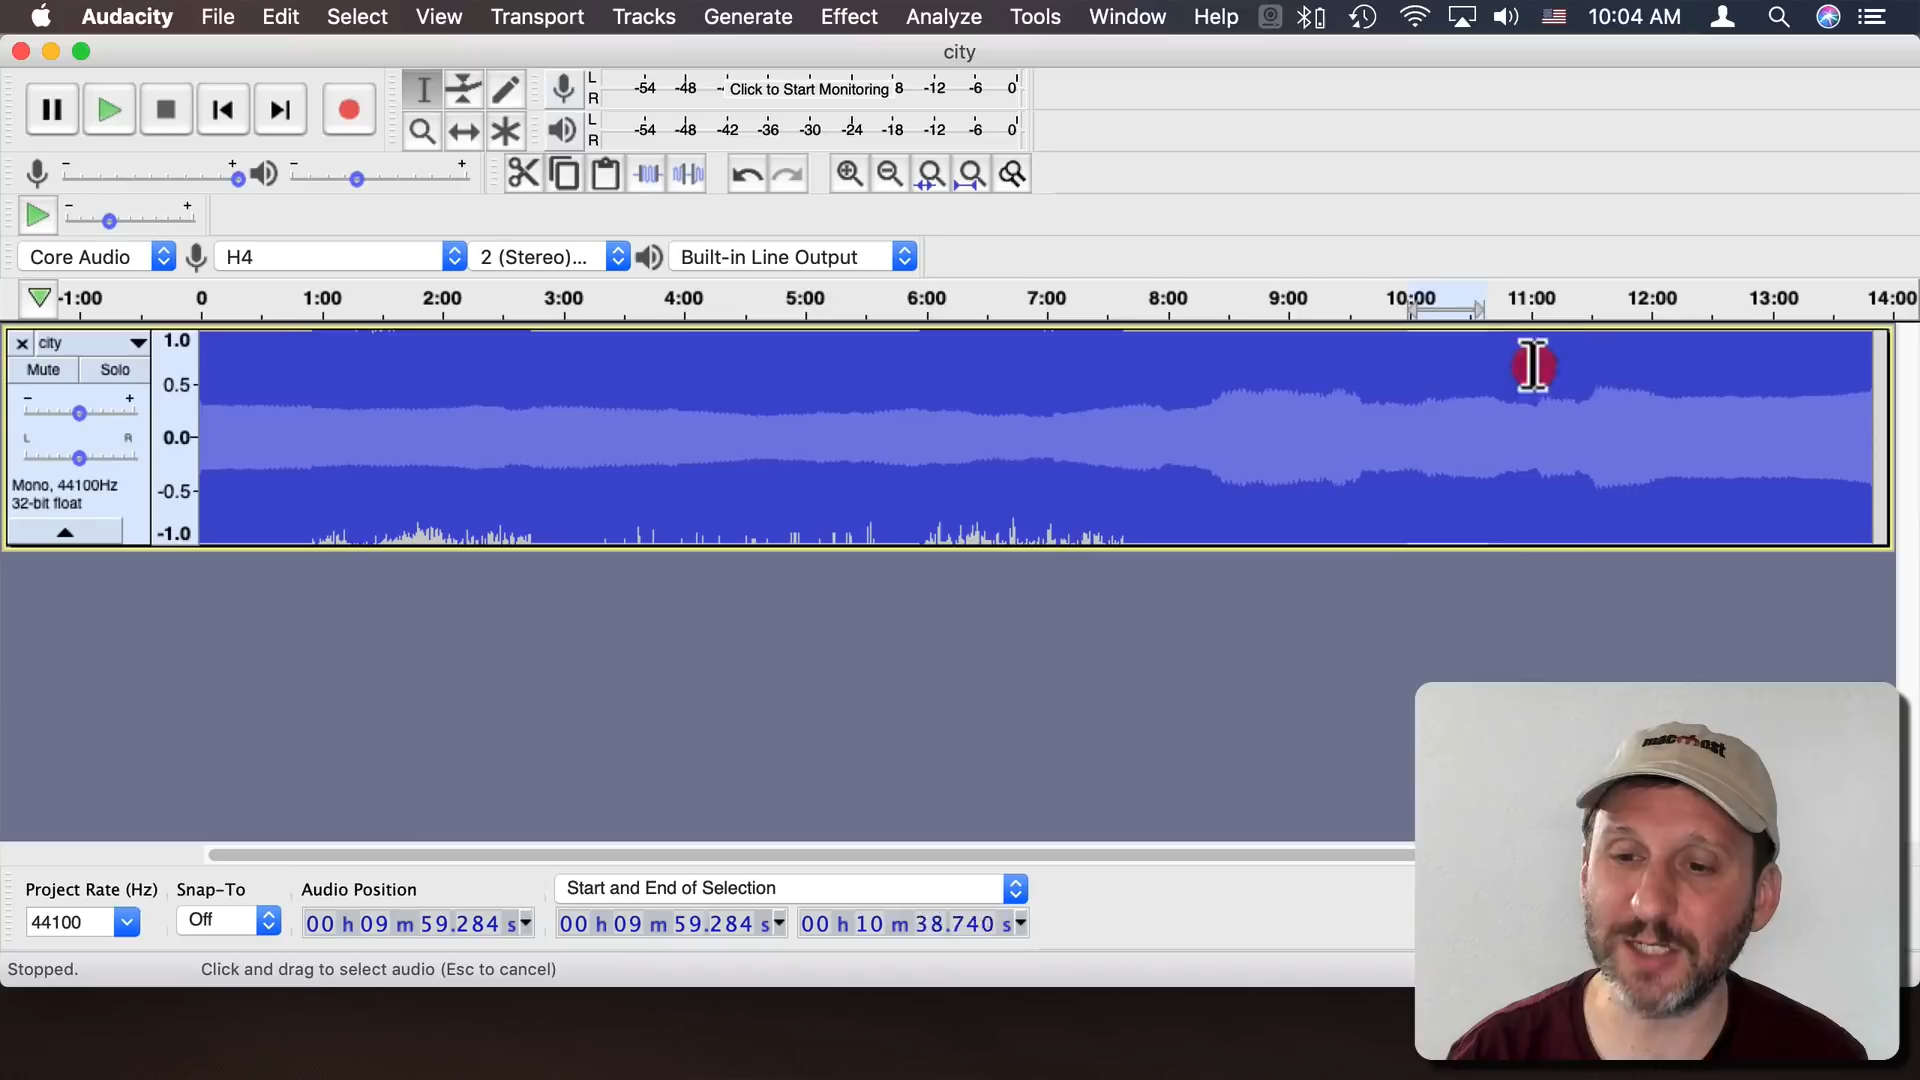 Audacity File Edit Select View Transport Tracks Generate Effect Analyze Tools Window Help 10:04 AM
city
L
R
-54 -48 Click to Start Monitoring 8 -12 -6 0
L
R
-54 -48 -42 -36 -30 -24 -18 -12 -6 0
Core Audio H4 2 (Stereo)... Built-in Line Output
-1:00 0 1:00 2:00 3:00 4:00 5:00 6:00 7:00 8:00 9:00 10:00 11:00 12:00 13:00 14:00
city
Mute Solo
L R
Mono, 44100Hz
32-bit float
1.0
0.5
0.0
-0.5
-1.0
Project Rate (Hz) Snap-To Audio Position Start and End of Selection
44100 Off 00 h 09 m 59.284 s 00 h 09 m 59.284 s 00 h 10 m 38.740 s
Stopped. Click and drag to select audio (Esc to cancel)